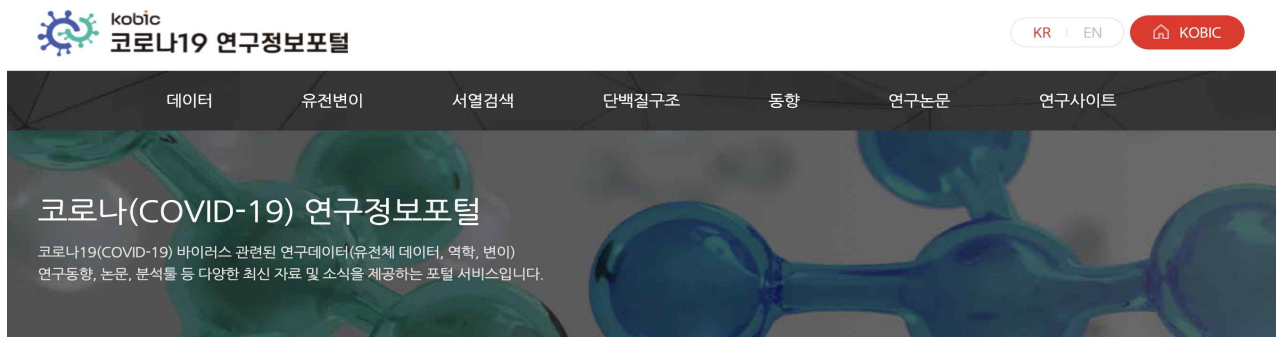 kobic
코로나19 연구정보포털
KR EN KOBIC
데이터 유전변이 서열검색 단백질구조 동향 연구논문 연구사이트
코로나(COVID-19) 연구정보포털
코로나19(COVID-19) 바이러스 관련된 연구데이터(유전체 데이터, 역학, 변이)
연구동향, 논문, 분석툴 등 다양한 최신 자료 및 소식을 제공하는 포털 서비스입니다.